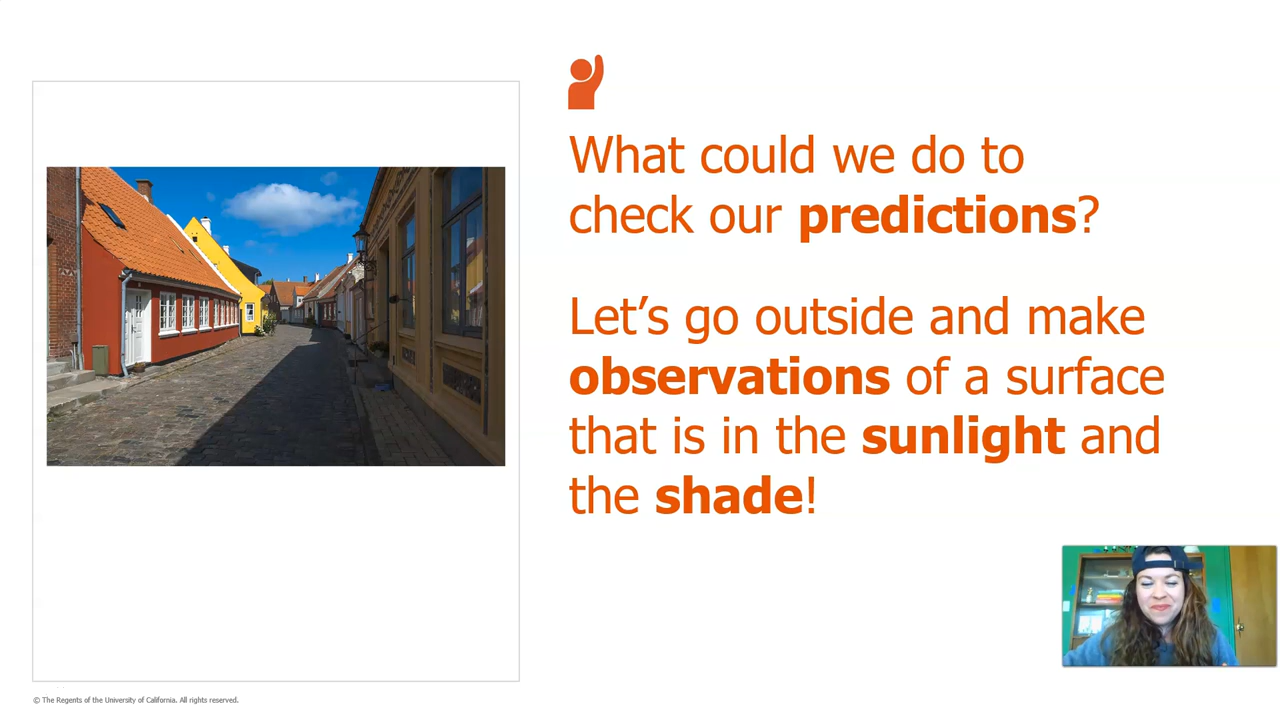 What could we do to
check our predictions?
Let’s go outside and make
observations of a surface
that is in the sunlight and
the shade!
© The Regents of the University of California. All rights reserved.